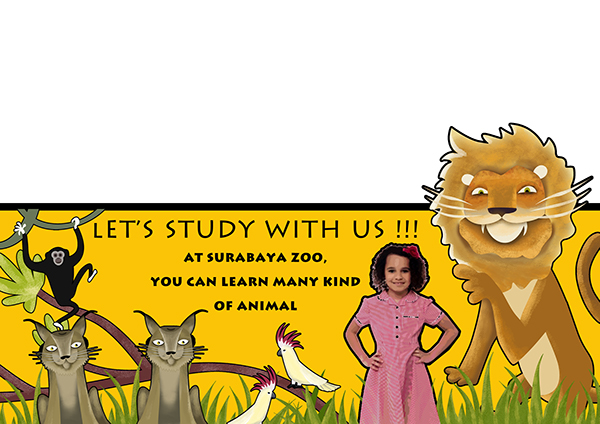 LET'S STUDY WITH US !!!
AT SURABAYA ZOO,
YOU CAN LEARN MANY KIND
OF ANIMAL